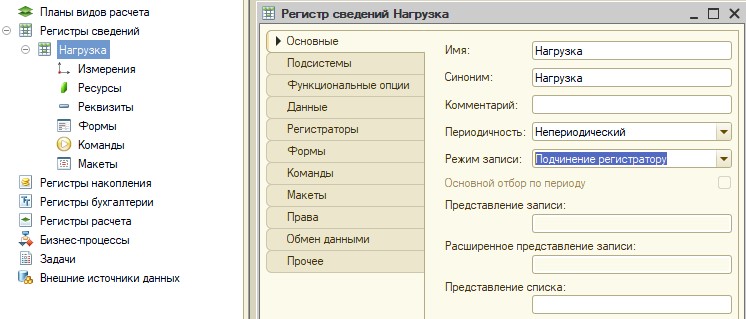 Планы видов расчета
Регистры сведений
Нагрузка
Измерения
Ресурсы
Реквизиты
Формы
Команды
Макеты
Регистры накопления
Регистры бухгалтерии
Регистры расчета
Бизнес-процессы
Задачи
Внешние источники данных
Регистр сведений Нагрузка
Основные
Подсистемы
Функциональные опции
Данные
Регистраторы
Формы
Команды
Макеты
Права
Обмен данными
Прочее
Имя: Нагрузка
Синоним: Нагрузка
Комментарий:
Периодичность: Непериодический
Режим записи: Подчинение регистратору
Основной отбор по периоду
Представление записи:
Расширенное представление записи:
Представление списка: